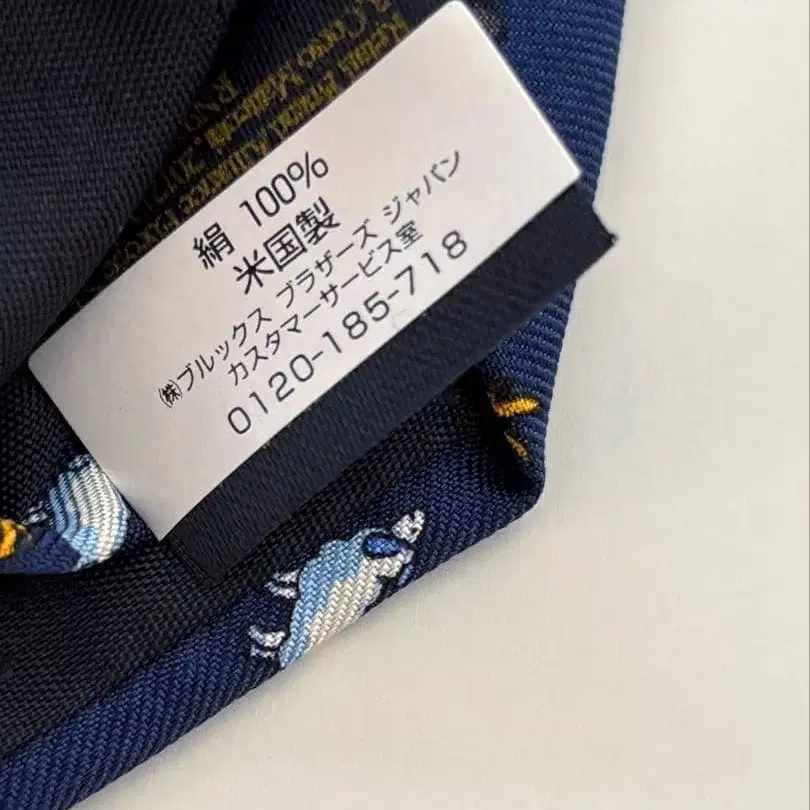 絹 100%
米国製
㈱ブルックス ブラザーズ ジャパン
カスタマーサービス室
0120-185-718